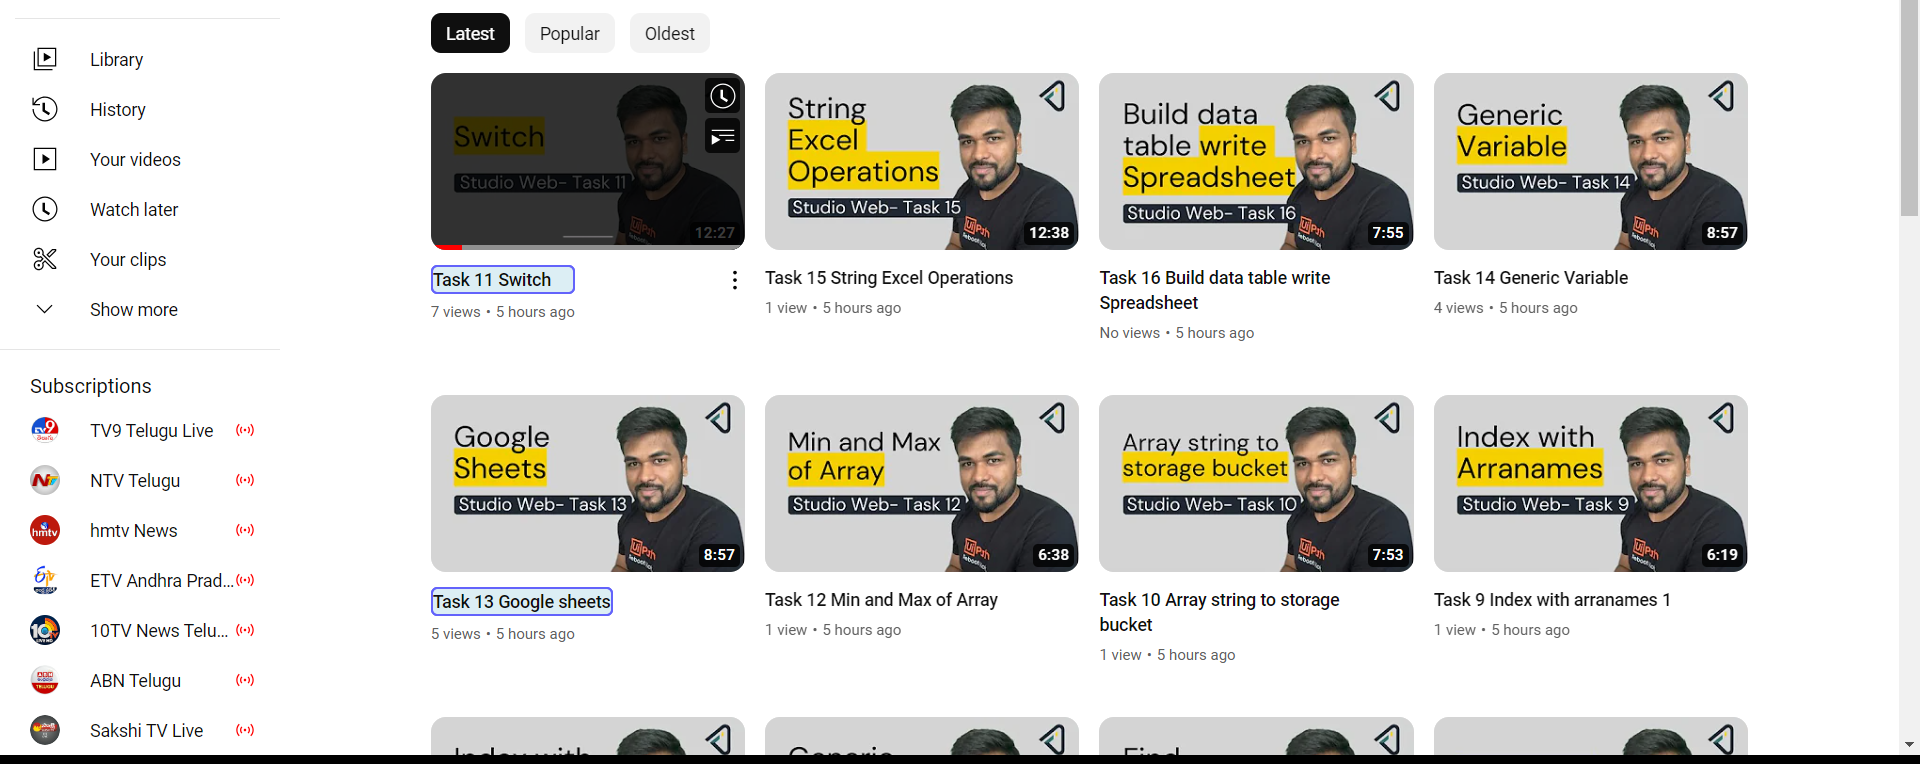 Latest
Popular
Oldest
Library
History
Your videos
Watch later
Your clips
Show more
Subscriptions
TV9 Telugu Live
NTV Telugu
hmtv News
ETV Andhra Prad...
10TV News Telu...
ABN Telugu
Sakshi TV Live
Switch
Studio Web- Task 11
12:27
Task 11 Switch
7 views • 5 hours ago
String
Excel
Operations
Studio Web- Task 15
12:38
Task 15 String Excel Operations
1 view • 5 hours ago
Build data
table write
Spreadsheet
Studio Web- Task 16
7:55
Task 16 Build data table write
Spreadsheet
No views • 5 hours ago
Generic
Variable
Studio Web- Task 14
8:57
Task 14 Generic Variable
4 views • 5 hours ago
Google
Sheets
Studio Web- Task 13
8:57
Task 13 Google sheets
5 views • 5 hours ago
Min and Max
of Array
Studio Web- Task 12
6:38
Task 12 Min and Max of Array
1 view • 5 hours ago
Array string to
storage bucket
Studio Web- Task 10
7:53
Task 10 Array string to storage
bucket
1 view • 5 hours ago
Index with
Arranames
Studio Web- Task 9
6:19
Task 9 Index with arranames 1
1 view • 5 hours ago
Index with
Generic
Find